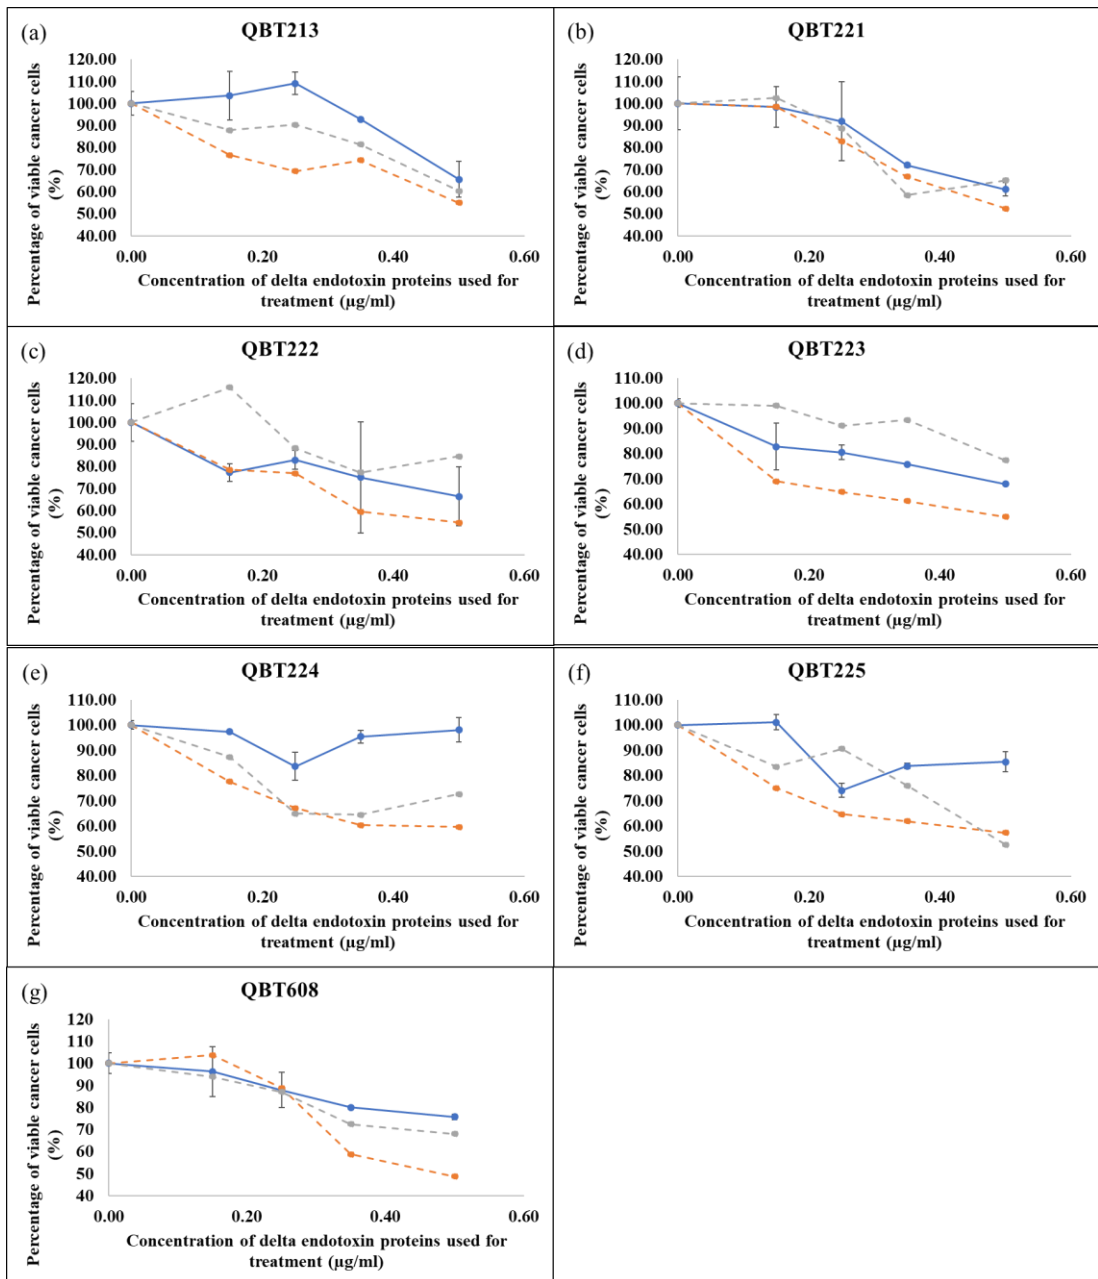 (a)
QBT213
Percentage of viable cancer cells
(%)
120.00
110.00
100.00
90.00
80.00
70.00
60.00
50.00
40.00
0.00 0.20 0.40 0.60
Concentration of delta endotoxin proteins used for
treatment (µg/ml)
(b)
QBT221
Percentage of viable cancer cells
(%)
120.00
110.00
100.00
90.00
80.00
70.00
60.00
50.00
40.00
0.00 0.20 0.40 0.60
Concentration of delta endotoxin proteins used for
treatment (µg/ml)
(c)
QBT222
Percentage of viable cancer cells
(%)
120.00
110.00
100.00
90.00
80.00
70.00
60.00
50.00
40.00
0.00 0.20 0.40 0.60
Concentration of delta endotoxin proteins used for
treatment (µg/ml)
(d)
QBT223
Percentage of viable cancer cells
(%)
110.00
100.00
90.00
80.00
70.00
60.00
50.00
40.00
0.00 0.20 0.40 0.60
Concentration of delta endotoxin proteins used for
treatment (µg/ml)
(e)
QBT224
Percentage of viable cancer cells
(%)
110.00
100.00
90.00
80.00
70.00
60.00
50.00
40.00
0.00 0.20 0.40 0.60
Concentration of delta endotoxin proteins used for
treatment (µg/ml)
(f)
QBT225
Percentage of viable cancer cells
(%)
110.00
100.00
90.00
80.00
70.00
60.00
50.00
40.00
0.00 0.20 0.40 0.60
Concentration of delta endotoxin proteins used for
treatment (µg/ml)
(g)
QBT608
Percentage of viable cancer cells
(%)
120
110
100
90
80
70
60
50
40
0.00 0.20 0.40 0.60
Concentration of delta endotoxin proteins used for
treatment (µg/ml)